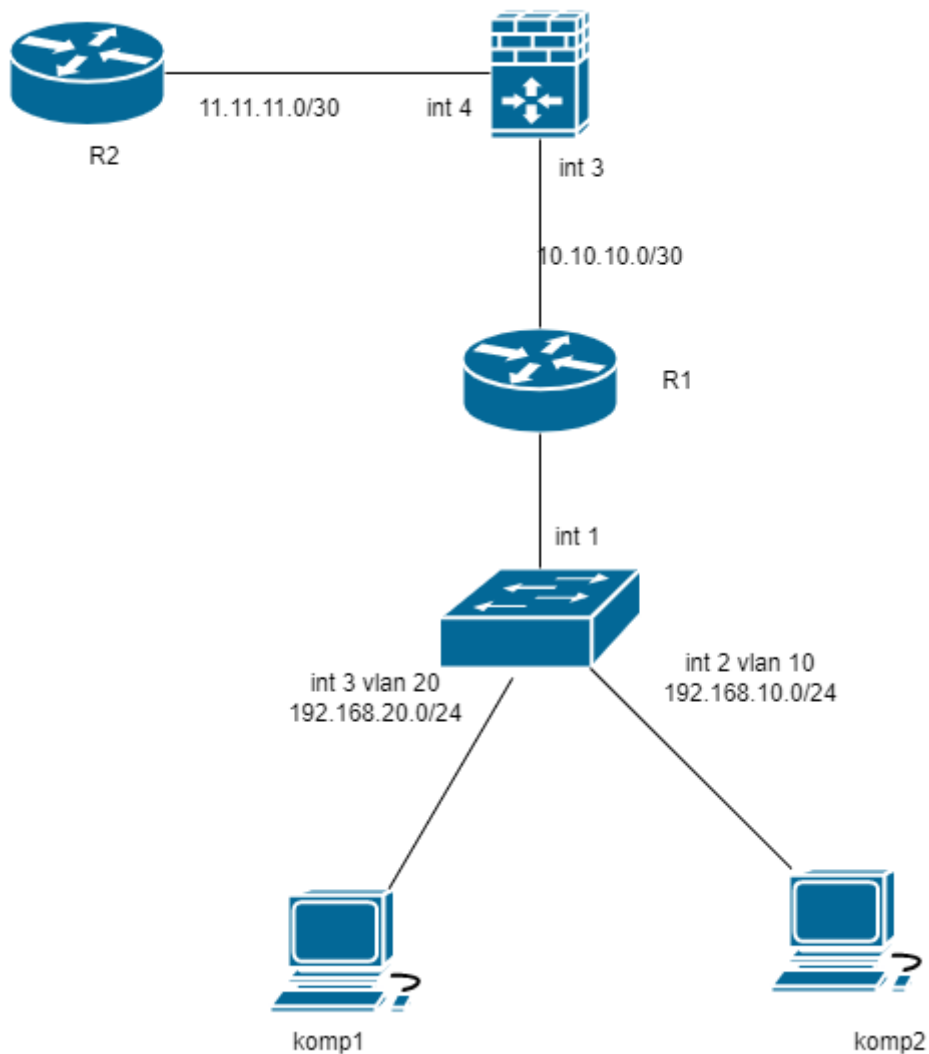 11.11.11.0/30
int 4
R2
int 3
10.10.10.0/30
R1
int 1
int 3 vlan 20
192.168.20.0/24
int 2 vlan 10
192.168.10.0/24
komp1
komp2